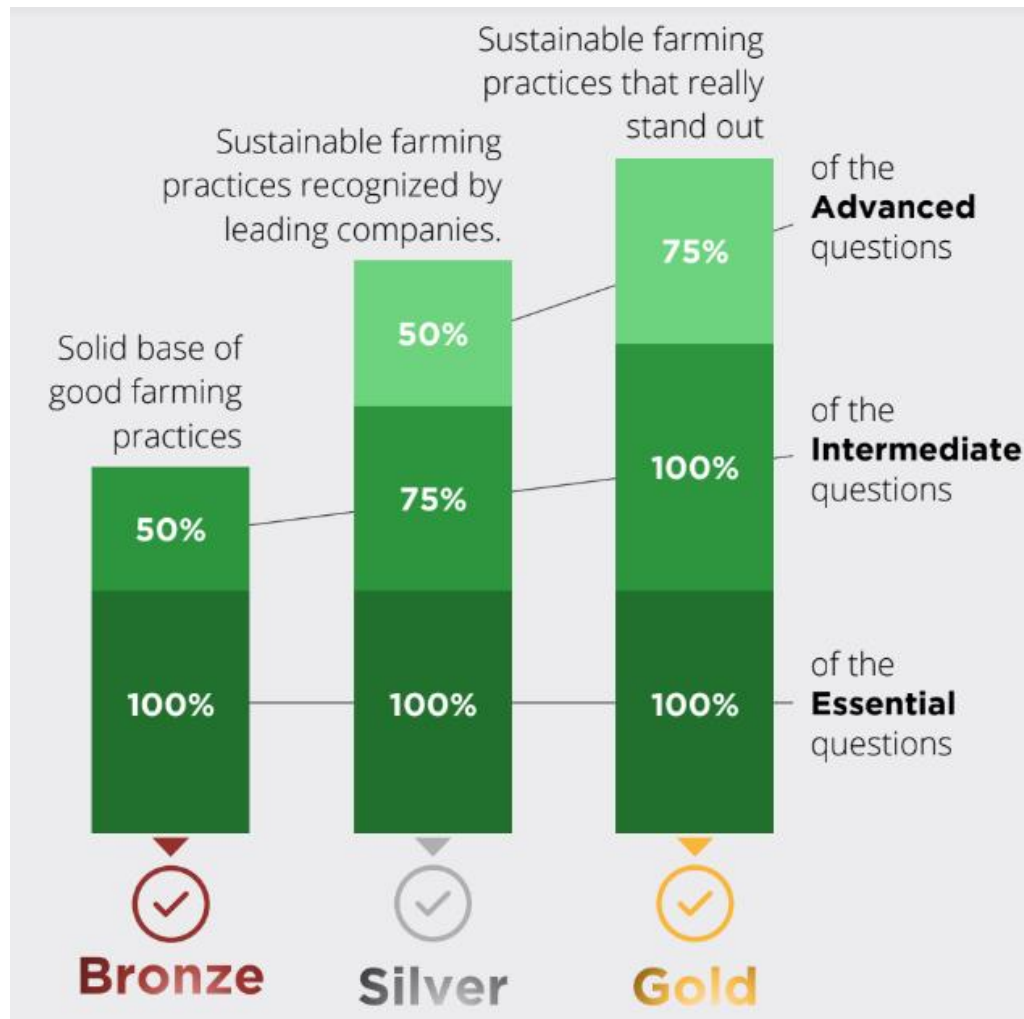 Sustainable farming
practices that really
stand out
Sustainable farming
practices recognized by
leading companies.
Solid base of
good farming
practices
75%
of the
Advanced
questions
50%
50%
75%
100%
of the
Intermediate
questions
100%
100%
100%
of the
Essential
questions
Bronze
Silver
Gold